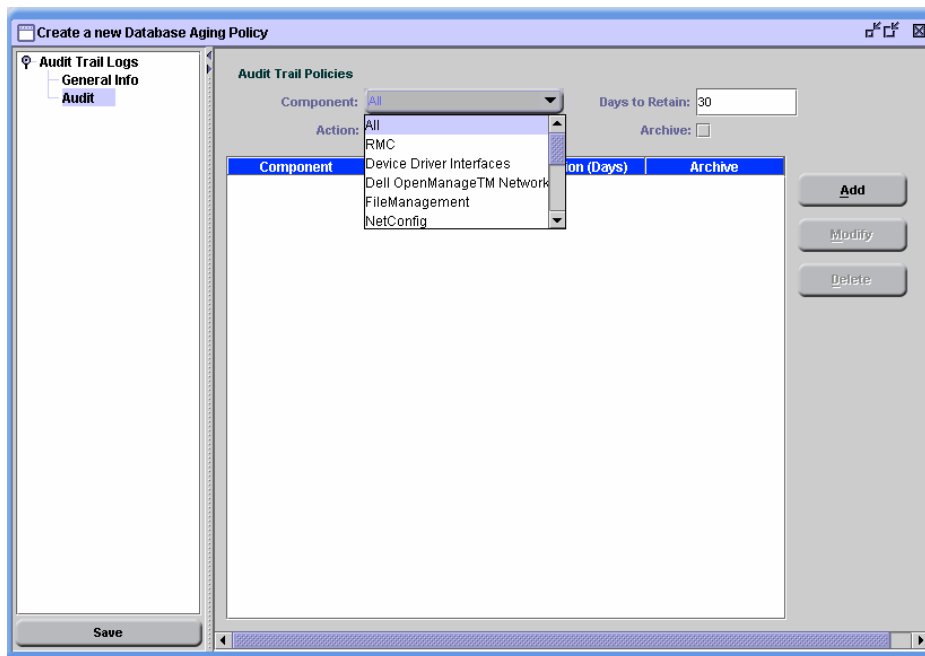 Create a new Database Aging Policy
Audit Trail Logs
General Info
Audit
Audit Trail Policies
Component: All
Days to Retain: 30
Action:
Archive:
All
RMC
Device Driver Interfaces
Dell OpenManageTM Network
FileManagement
NetConfig
Component
ion (Days)
Archive
Add
Modify
Delete
Save